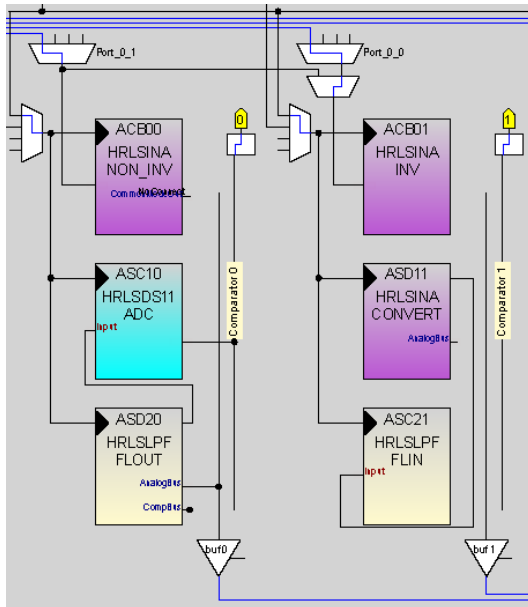 Port_0_1
Port_0_0
0
1
ACB00
HRLSINA
NON_INV
ACB01
HRLSINA
INV
Comparator 0
Comparator 1
ASC10
HRLSDS11
ADC
Input
ASD11
HRLSINA
CONVERT
AnalogBus
ASD20
HRLSLPF
FLOUT
AnalogBus
CompBus
ASC21
HRLSLPF
FLIN
Input
buf0
buf1